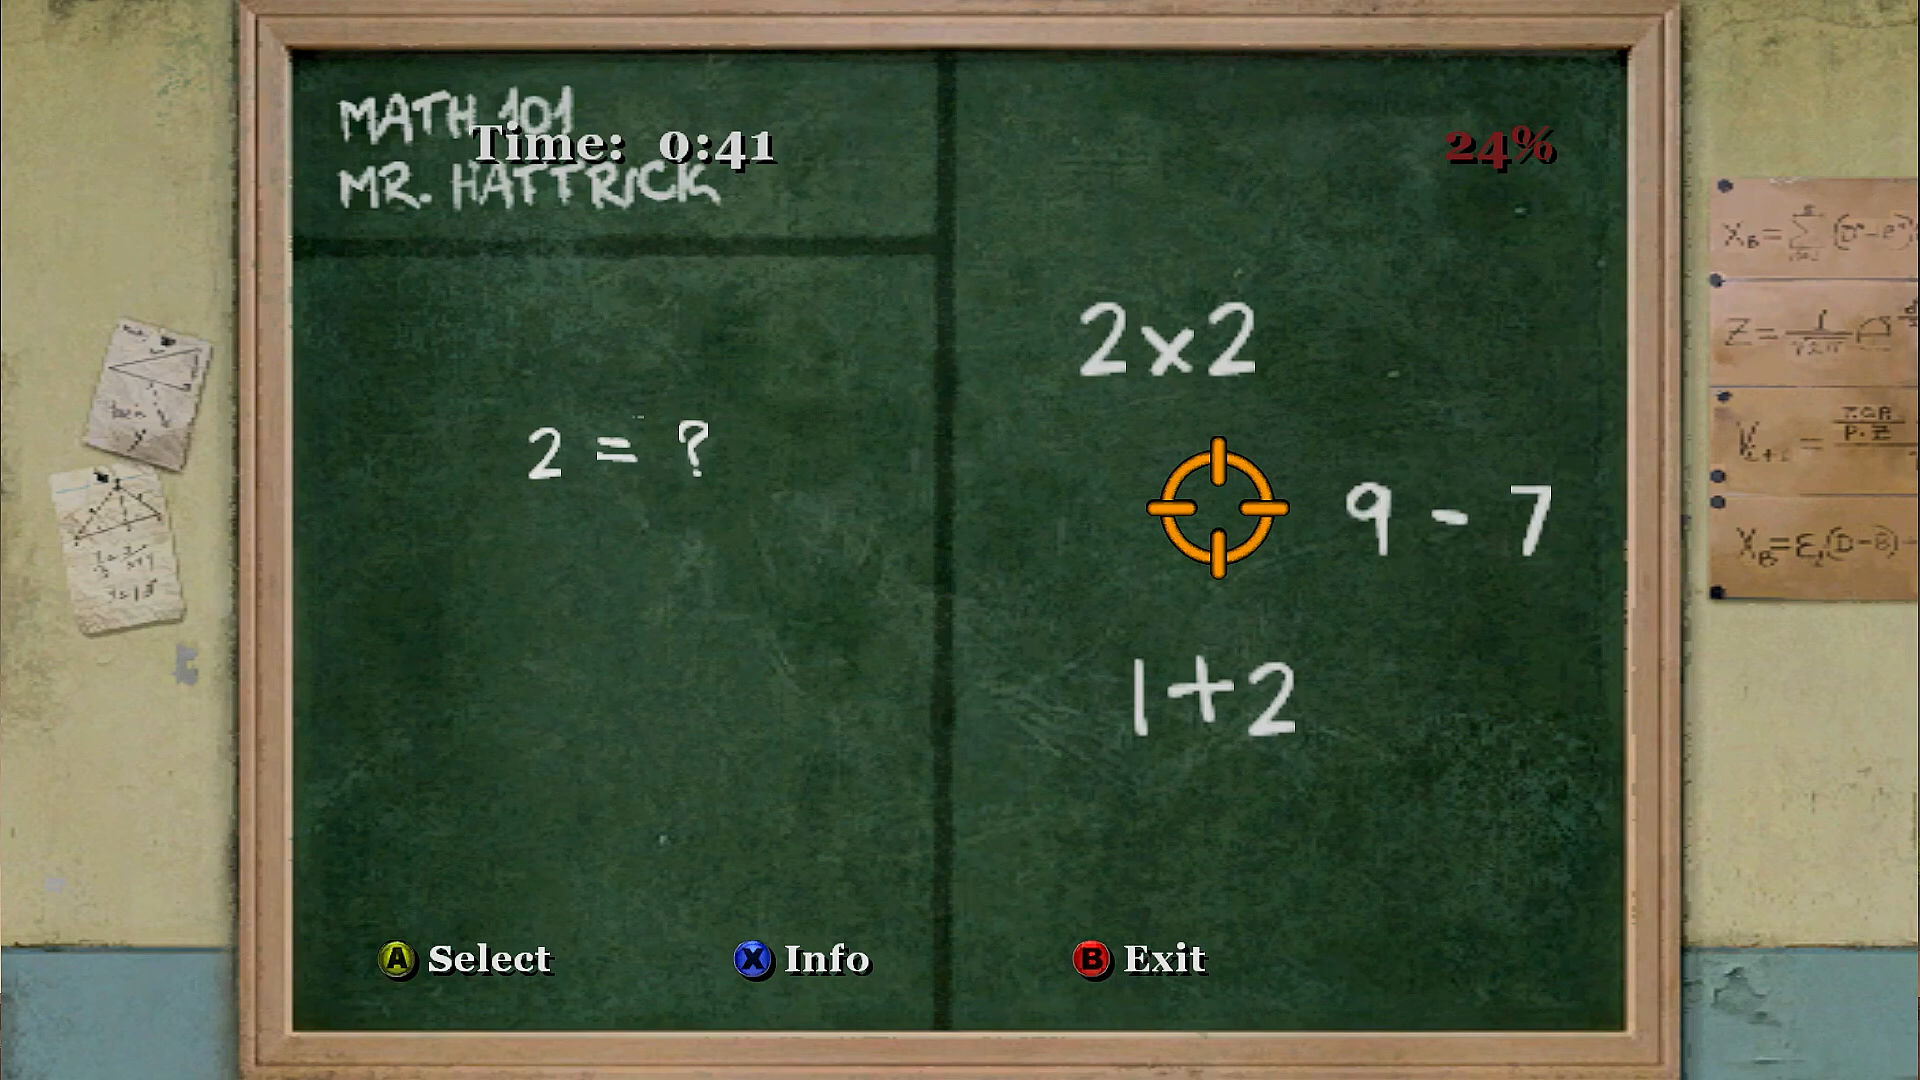 MATH 101
Time: 0:41
24%
MR. HATTRICK
2 = ?
2x2
9 - 7
1+2
A Select
X Info
B Exit